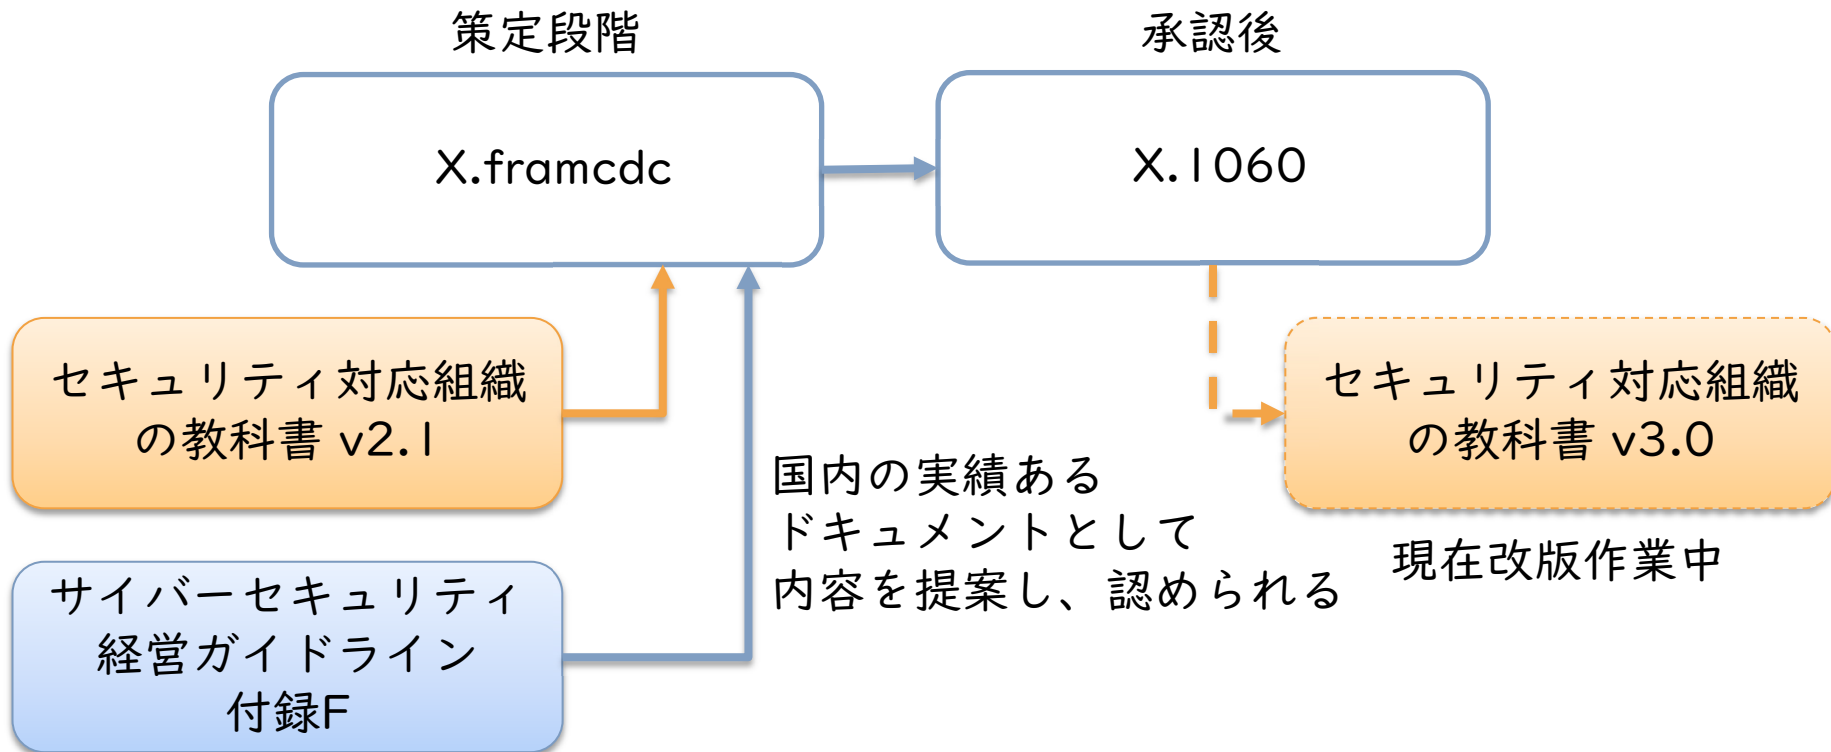 策定段階
承認後
X.framcdc
X.1060
セキュリティ対応組織
の教科書 v2.1
セキュリティ対応組織
の教科書 v3.0
国内の実績ある
ドキュメントとして
内容を提案し、認められる
現在改版作業中
サイバーセキュリティ
経営ガイドライン
付録F